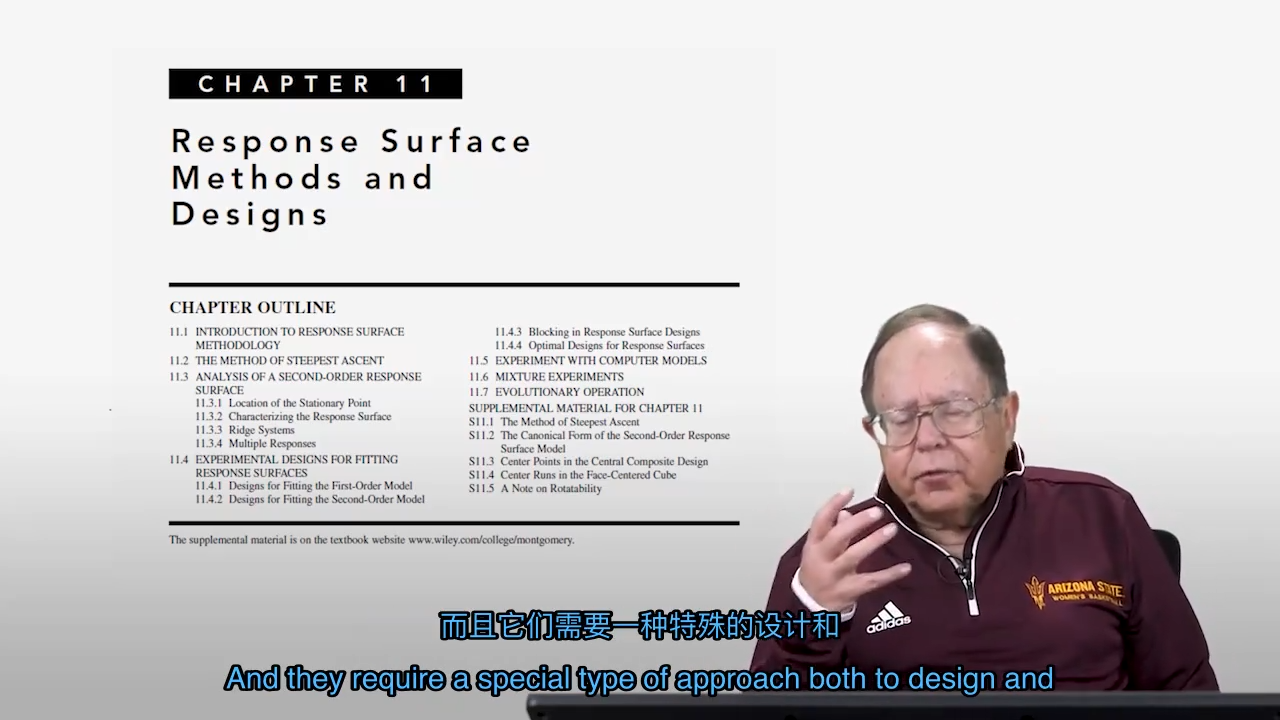 CHAPTER 11
Response Surface
Methods and
Designs
CHAPTER OUTLINE
11.1 INTRODUCTION TO RESPONSE SURFACE
METHODOLOGY
11.2 THE METHOD OF STEEPEST ASCENT
11.3 ANALYSIS OF A SECOND-ORDER RESPONSE
SURFACE
11.3.1 Location of the Stationary Point
11.3.2 Characterizing the Response Surface
11.3.3 Ridge Systems
11.3.4 Multiple Responses
11.4 EXPERIMENTAL DESIGNS FOR FITTING
RESPONSE SURFACES
11.4.1 Designs for Fitting the First-Order Model
11.4.2 Designs for Fitting the Second-Order Model
11.4.3 Blocking in Response Surface Designs
11.4.4 Optimal Designs for Response Surfaces
11.5 EXPERIMENT WITH COMPUTER MODELS
11.6 MIXTURE EXPERIMENTS
11.7 EVOLUTIONARY OPERATION
SUPPLEMENTAL MATERIAL FOR CHAPTER 11
S11.1 The Method of Steepest Ascent
S11.2 The Canonical Form of the Second-Order Response
Surface Model
S11.3 Center Points in the Central Composite Design
S11.4 Center Runs in the Face-Centered Cube
S11.5 A Note on Rotatability
The supplemental material is on the textbook website www.wiley.com/college/montgomery.
ARIZONA STATE
WOMEN'S BASKETBALL
adidas
而且它们需要一种特殊的设计和
And they require a special type of approach both to design and